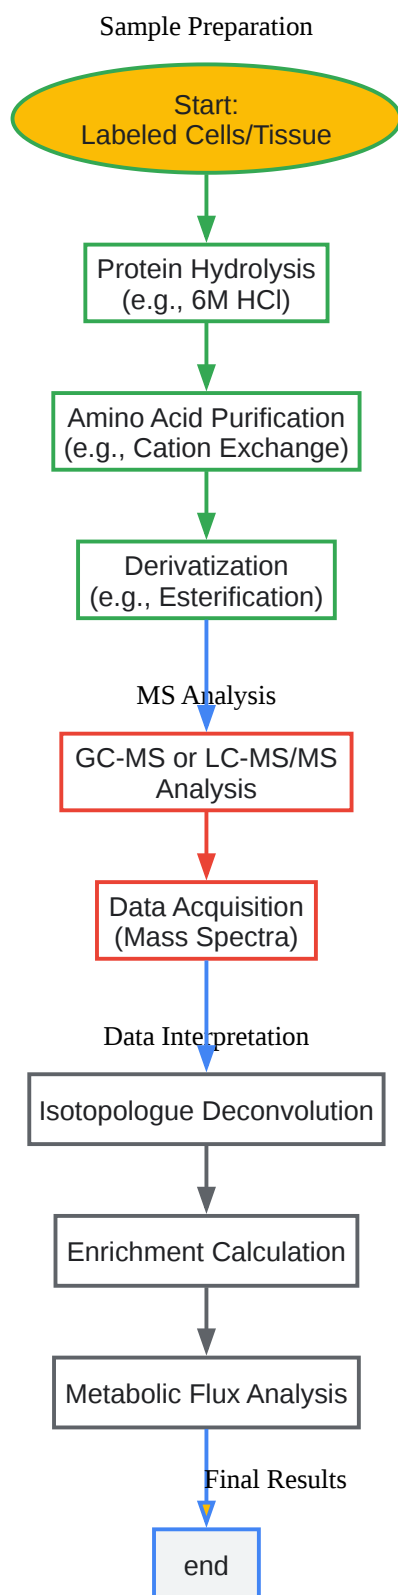 Sample Preparation
Start:
Labeled Cells/Tissue
Protein Hydrolysis
(e.g., 6M HCl)
Amino Acid Purification
(e.g., Cation Exchange)
Derivatization
(e.g., Esterification)
MS Analysis
GC-MS or LC-MS/MS
Analysis
Data Acquisition
(Mass Spectra)
Data Interpretation
Isotopologue Deconvolution
Enrichment Calculation
Metabolic Flux Analysis
Final Results
end